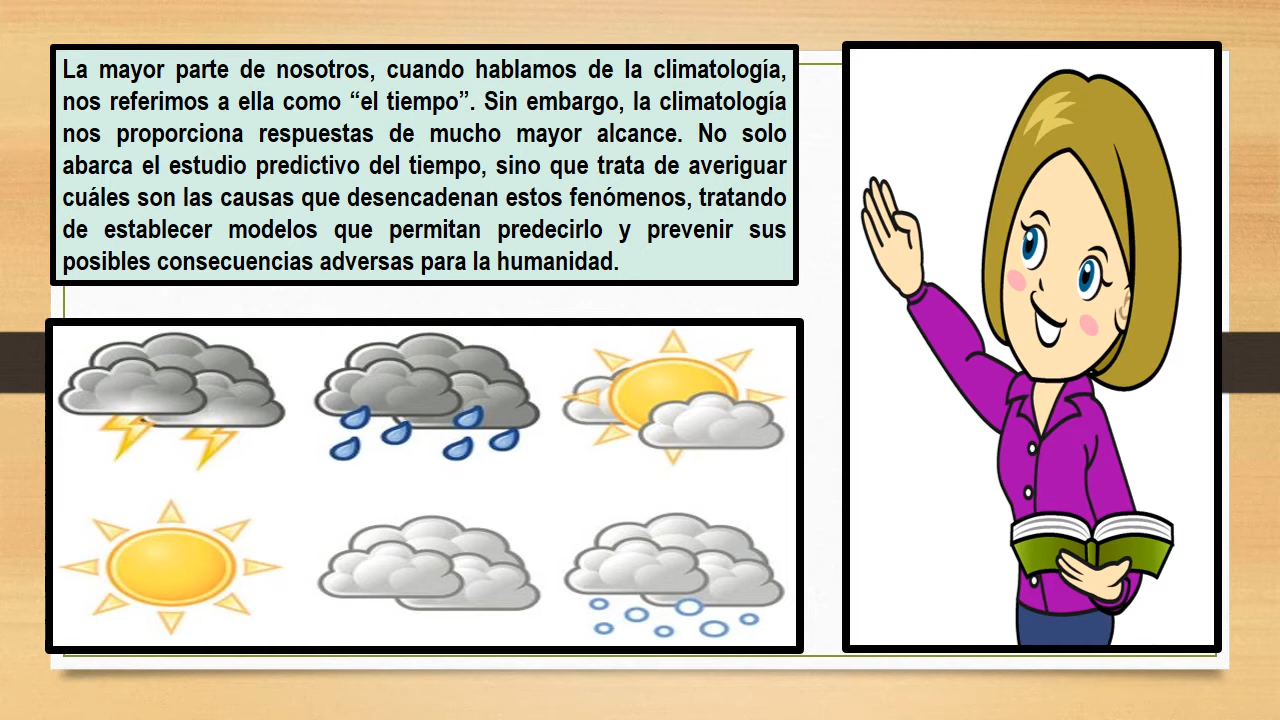 La mayor parte de nosotros, cuando hablamos de la climatología,
nos referimos a ella como “el tiempo”. Sin embargo, la climatología
nos proporciona respuestas de mucho mayor alcance. No solo
abarca el estudio predictivo del tiempo, sino que trata de averiguar
cuáles son las causas que desencadenan estos fenómenos, tratando
de establecer modelos que permitan predecirlo y prevenir sus
posibles consecuencias adversas para la humanidad.